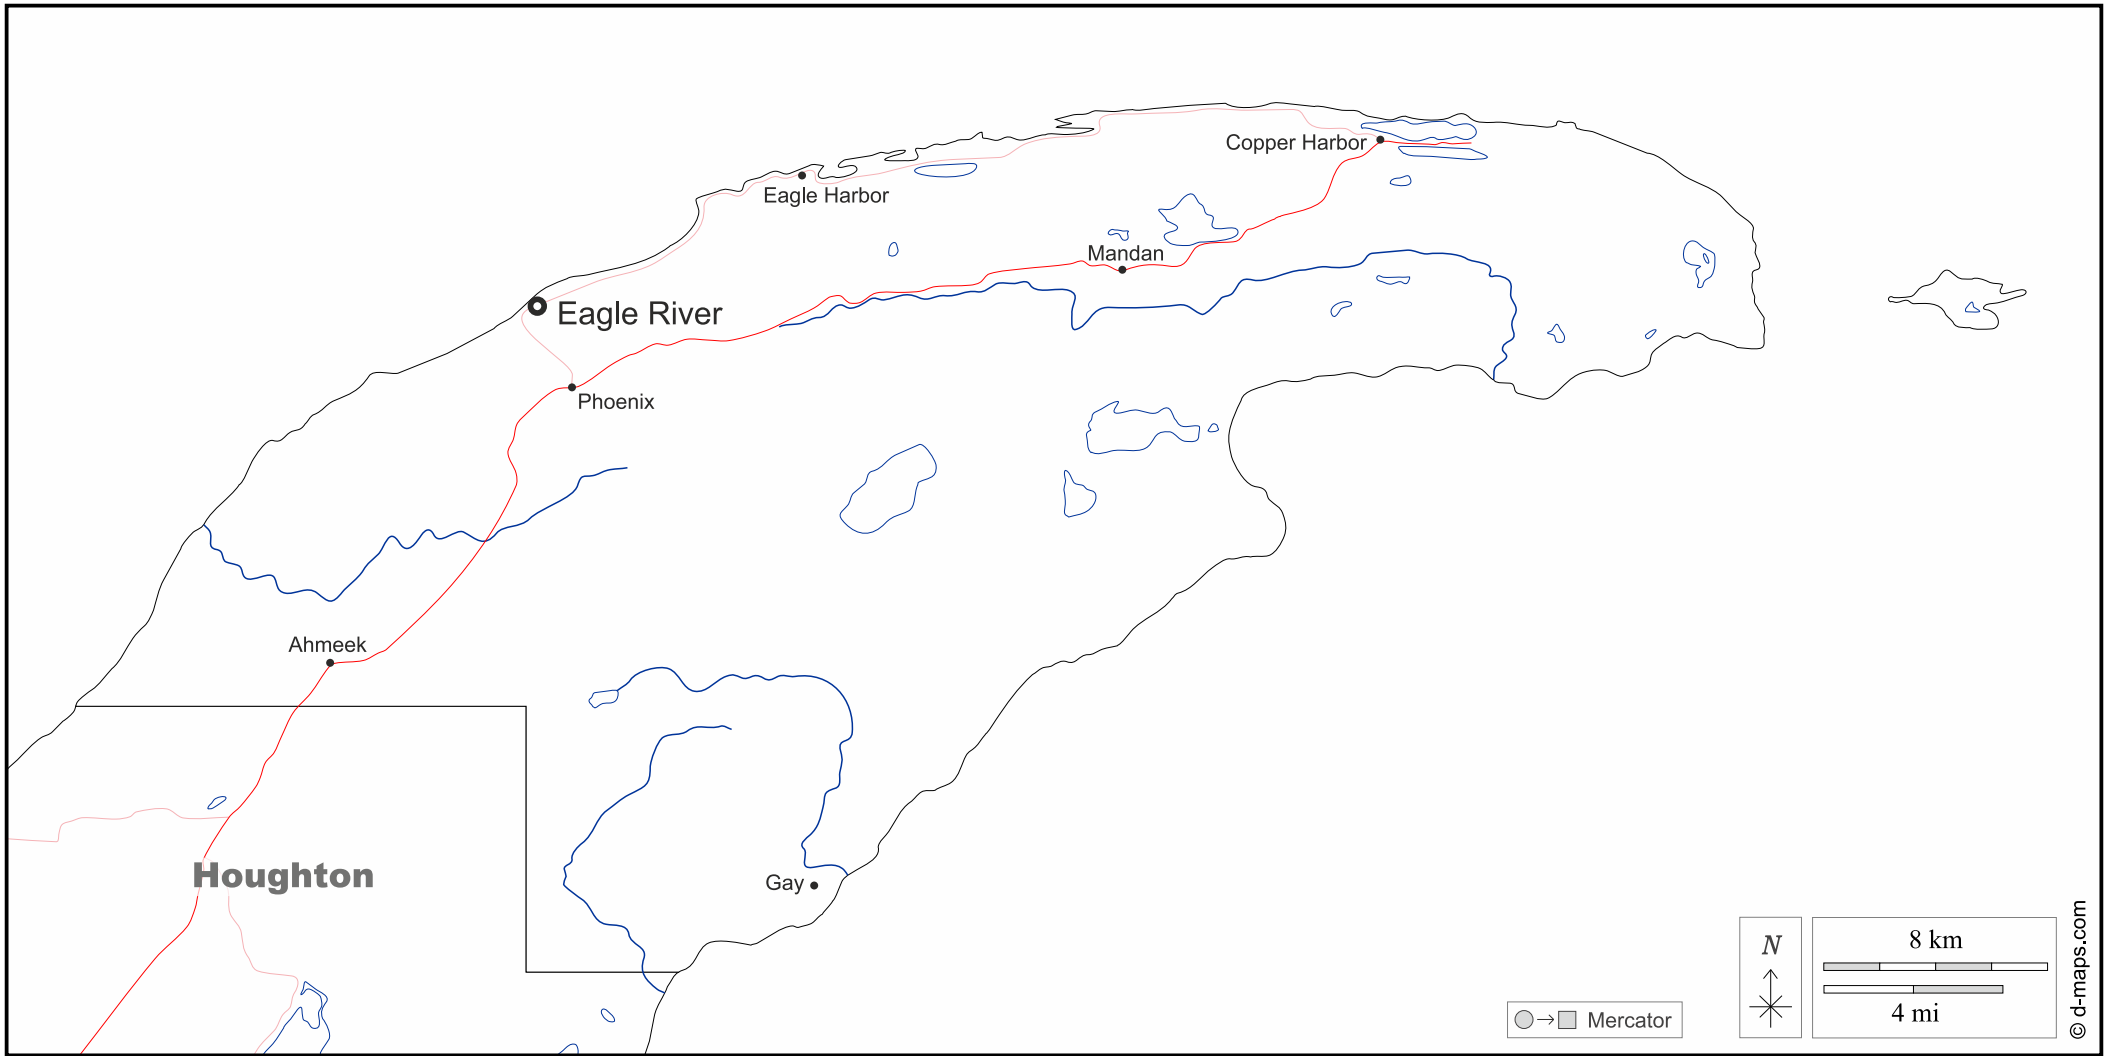 Copper Harbor
Eagle Harbor
Mandan
Eagle River
Phoenix
Ahmeek
Houghton
Gay
N
8 km
4 mi
Mercator
© d-maps.com